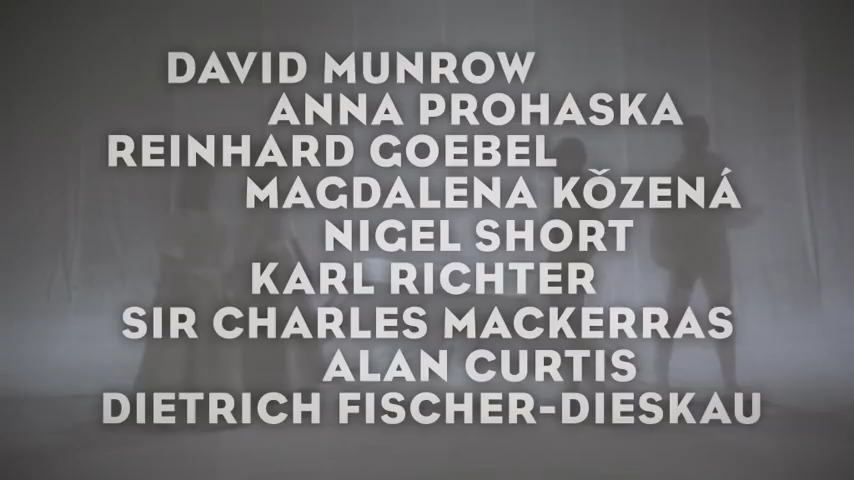 DAVID MUNROW
ANNA PROHASKA
REINHARD GOEBEL
MAGDALENA KǑZENÁ
NIGEL SHORT
KARL RICHTER
SIR CHARLES MACKERRAS
ALAN CURTIS
DIETRICH FISCHER-DIESKAU